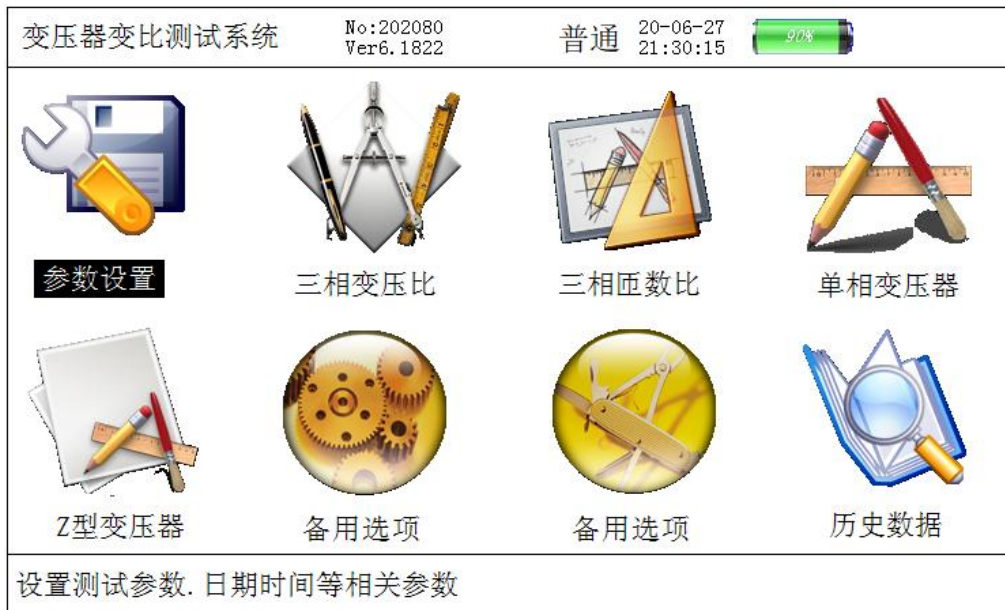 变压器变比测试系统
No:202080
Ver6.1822
普通
20-06-27
21:30:15
90%
参数设置
三相变压比
三相匝数比
单相变压器
Z型变压器
备用选项
备用选项
历史数据
设置测试参数.日期时间等相关参数